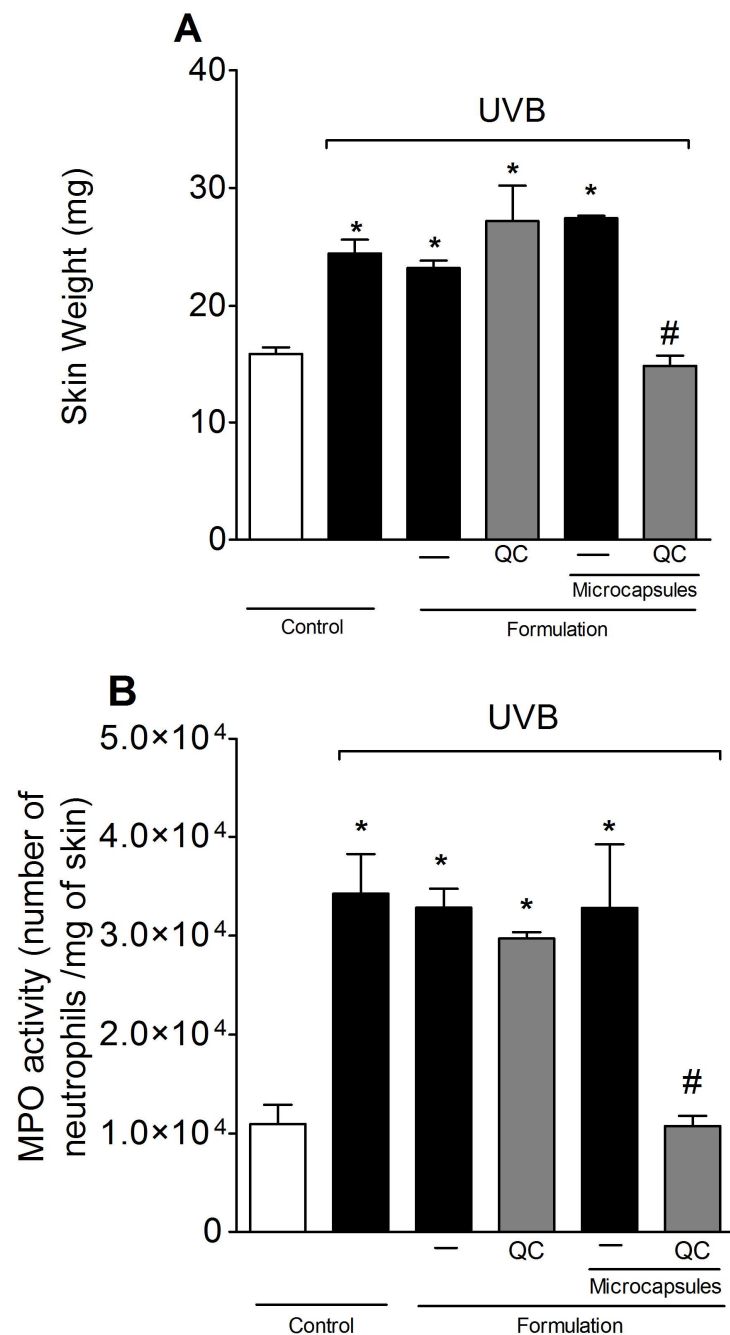 A
40
UVB
30
20
10
0
Skin Weight (mg)
*
*
*
*
#
— QC — QC
Microcapsules
Control Formulation
B
5.0×10⁴
UVB
4.0×10⁴
3.0×10⁴
2.0×10⁴
1.0×10⁴
0
MPO activity (number of
neutrophils /mg of skin)
*
*
*
*
#
— QC — QC
Microcapsules
Control Formulation